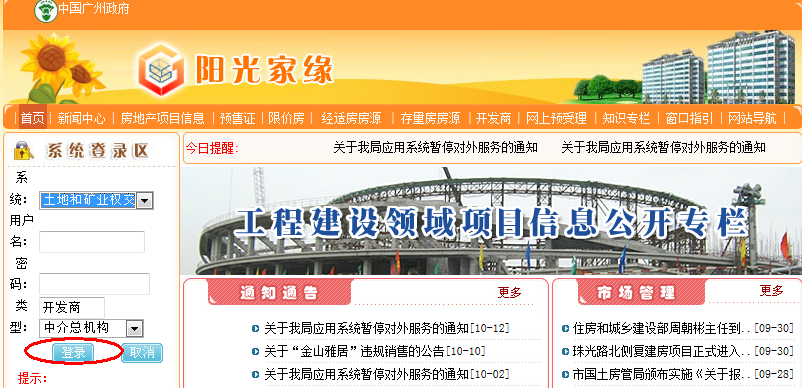 中国广州政府
阳光家缘
首页 | 新闻中心 | 房地产项目信息 | 预售证 | 限价房 | 经适房房源 | 存量房房源 | 开发商 | 网上预受理 | 知识专栏 | 窗口指引 | 网站导航 |
系统登录区
今日提醒: 关于我局应用系统暂停对外服务的通知 关于我局应用系统暂停对外服务的通知
系
统: 土地和矿业权交
用户
名:
密
码:
类 开发商
型: 中介总机构
登录 取消
提示:
工程建设领域项目信息公开专栏
通知通告 更多
关于我局应用系统暂停对外服务的通知[10-12]
关于“金山雅居”违规销售的公告[10-10]
关于我局应用系统暂停对外服务的通知[10-02]
市场管理 更多
住房和城乡建设部周朝彬主任到..[09-30]
珠光路北侧复建房项目正式进入..[09-30]
市国土房管局颁布实施《关于报..[09-28]